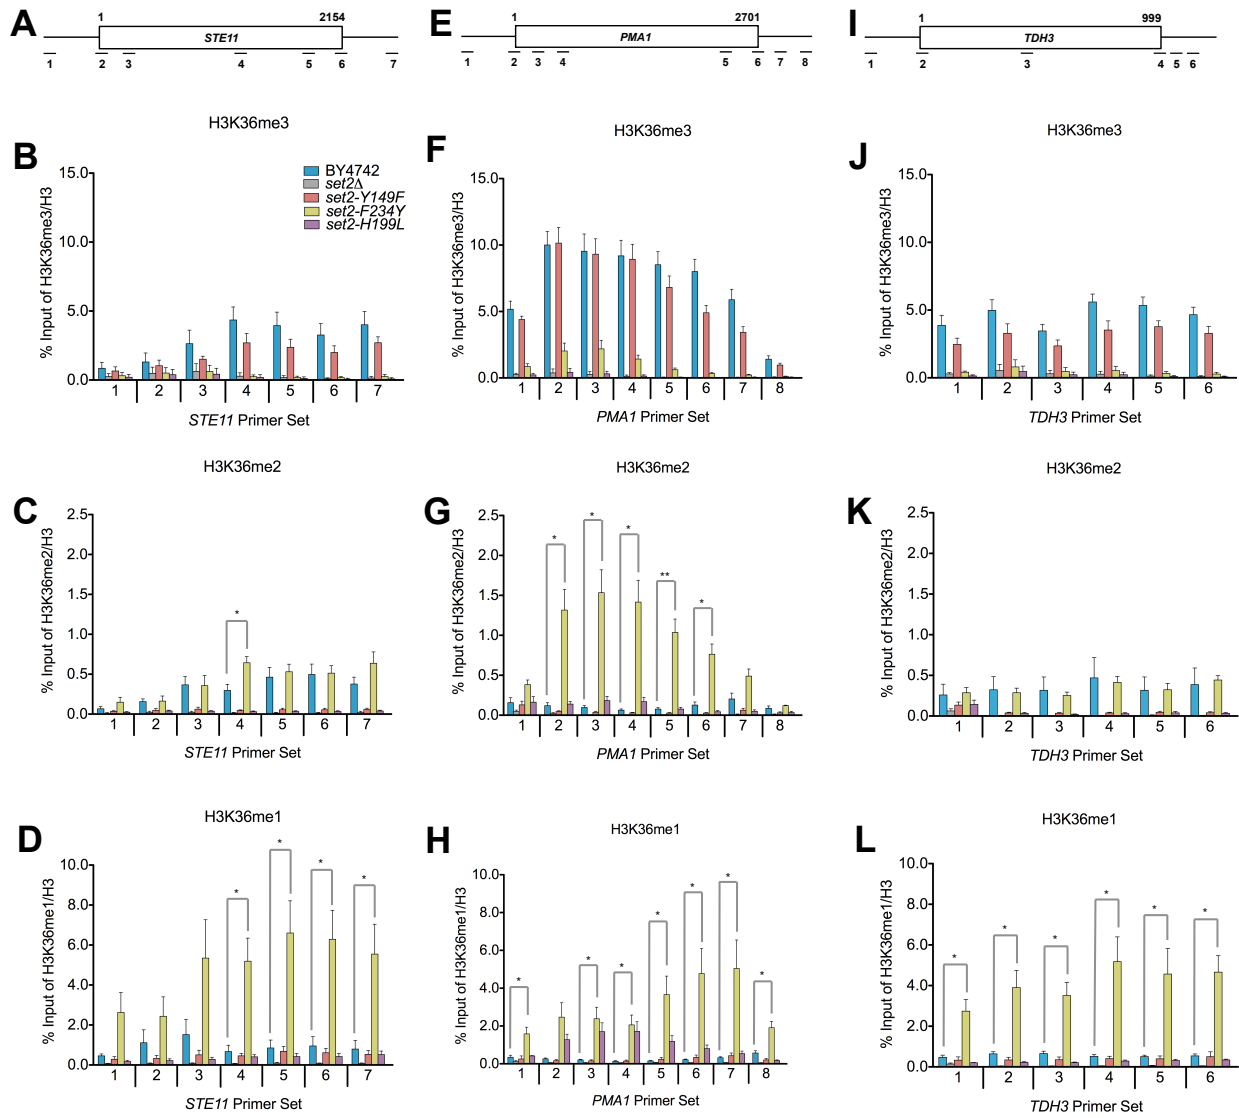 A
1 2154
STE11
1 2 3 4 5 6 7
E
1 2701
PMA1
1 2 3 4 5 6 7 8
I
1 999
TDH3
1 2 3 4 5 6
B
H3K36me3
BY4742
set2Δ
set2-Y149F
set2-F234Y
set2-H199L
% Input of H3K36me3/H3
15.0
10.0
5.0
0.0
1 2 3 4 5 6 7
STE11 Primer Set
F
H3K36me3
% Input of H3K36me3/H3
15.0
10.0
5.0
0.0
1 2 3 4 5 6 7 8
PMA1 Primer Set
J
H3K36me3
% Input of H3K36me3/H3
15.0
10.0
5.0
0.0
1 2 3 4 5 6
TDH3 Primer Set
C
H3K36me2
% Input of H3K36me2/H3
2.5
2.0
1.5
1.0
0.5
0.0
*
1 2 3 4 5 6 7
STE11 Primer Set
G
H3K36me2
% Input of H3K36me2/H3
2.5
2.0
1.5
1.0
0.5
0.0
* * * ** *
1 2 3 4 5 6 7 8
PMA1 Primer Set
K
H3K36me2
% Input of H3K36me2/H3
2.5
2.0
1.5
1.0
0.5
0.0
1 2 3 4 5 6
TDH3 Primer Set
D
H3K36me1
% Input of H3K36me1/H3
10.0
8.0
6.0
4.0
2.0
0.0
* * * *
1 2 3 4 5 6 7
STE11 Primer Set
H
H3K36me1
% Input of H3K36me1/H3
10.0
8.0
6.0
4.0
2.0
0.0
* * * * * * *
1 2 3 4 5 6 7 8
PMA1 Primer Set
L
H3K36me1
% Input of H3K36me1/H3
10.0
8.0
6.0
4.0
2.0
0.0
* * * * * *
1 2 3 4 5 6
TDH3 Primer Set